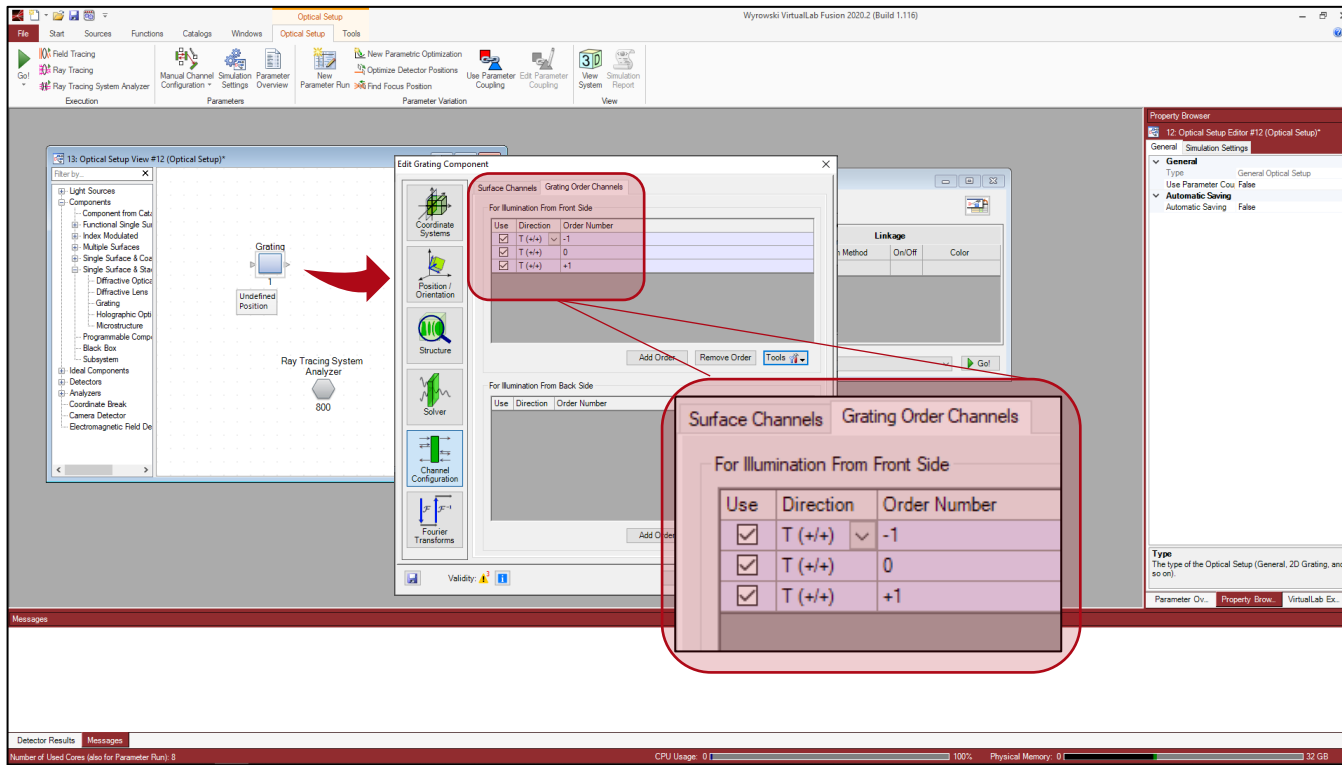 Optical Setup
Wyrowski VirtualLab Fusion 2020.2 (Build 1.116)
File Start Sources Functions Catalogs Windows Optical Setup Tools
Go!
Field Tracing
Ray Tracing
Ray Tracing System Analyzer
Execution
Manual Channel Configuration
Simulation Settings
Parameter Overview
Parameters
New Parameter Run
New Parametric Optimization
Optimize Detector Positions
Find Focus Position
Use Parameter Coupling
Edit Parameter Coupling
Parameter Variation
3D
View System
Simulation Report
View
13: Optical Setup View #12 (Optical Setup)*
Filter by... X
Light Sources
Components
Component from Cata
Functional Single Sur
Index Modulated
Multiple Surfaces
Single Surface & Coa
Single Surface & Stac
Diffractive Optica
Diffractive Lens
Grating
Holographic Opti
Microstructure
Programmable Compo
Black Box
Subsystem
Ideal Components
Detectors
Analyzers
Coordinate Break
Camera Detector
Electromagnetic Field De
Grating
1
Undefined
Position
Ray Tracing System
Analyzer
800
Edit Grating Component
Coordinate
Systems
Position /
Orientation
Structure
Solver
Channel
Configuration
Fourier
Transforms
Surface Channels Grating Order Channels
For Illumination From Front Side
Use Direction Order Number
T (+/+) -1
T (+/+) 0
T (+/+) +1
Add Order Remove Order Tools
For Illumination From Back Side
Use Direction Order Number
Add Order
Validity: 3
Linkage
n Method On/Off Color
Go!
Surface Channels Grating Order Channels
For Illumination From Front Side
Use Direction Order Number
T (+/+) -1
T (+/+) 0
T (+/+) +1
Property Browser
12: Optical Setup Editor #12 (Optical Setup)*
General Simulation Settings
General
Type General Optical Setup
Use Parameter Cou False
Automatic Saving
Automatic Saving False
Type
The type of the Optical Setup (General, 2D Grating, and
so on).
Parameter Ov... Property Brow... VirtualLab Ex...
Messages
Detector Results Messages
Number of Used Cores (also for Parameter Run): 8
CPU Usage: 0 100% Physical Memory: 0 32 GB